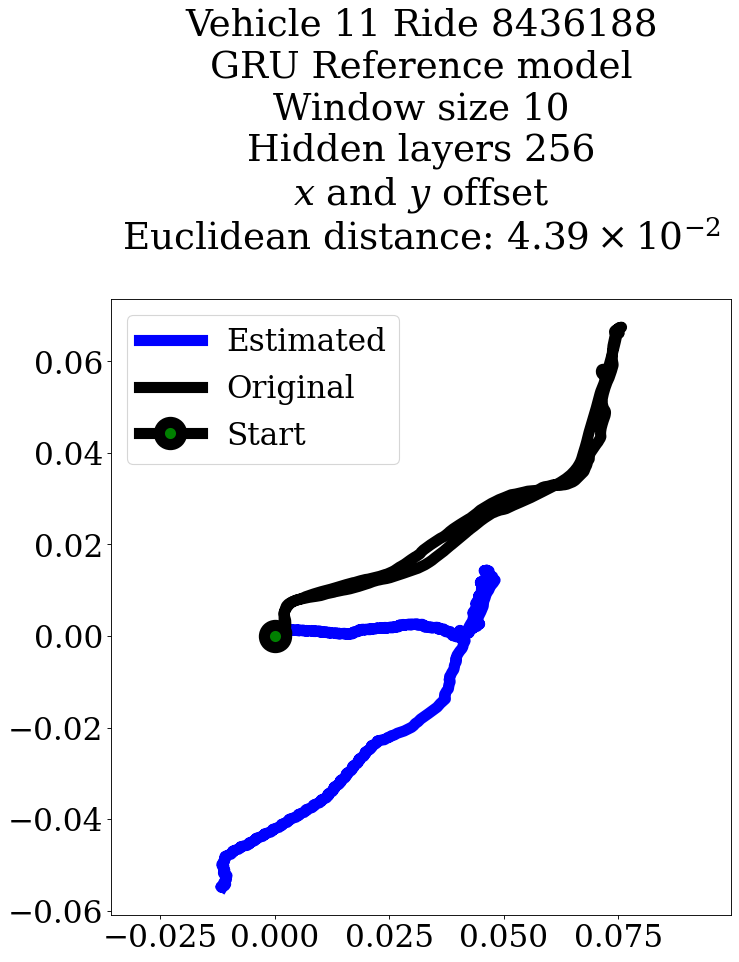 Vehicle 11 Ride 8436188
GRU Reference model
Window size 10
Hidden layers 256
x and y offset
Euclidean distance: 4.39 × 10⁻²
Estimated
Original
Start
0.06
0.04
0.02
0.00
−0.02
−0.04
−0.06
−0.025 0.000 0.025 0.050 0.075